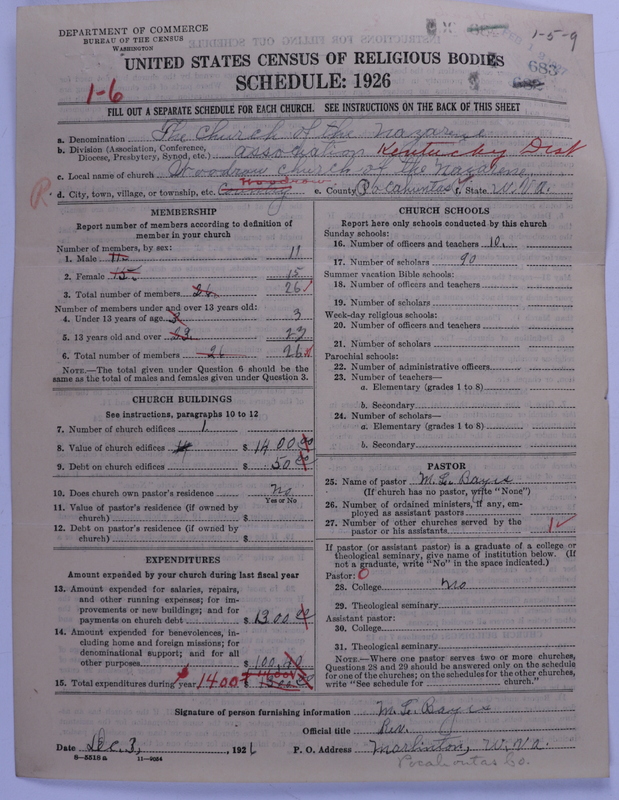 DEPARTMENT OF COMMERCE
BUREAU OF THE CENSUS
WASHINGTON
1-5-9
683
UNITED STATES CENSUS OF RELIGIOUS BODIES
SCHEDULE: 1926
1-6
FILL OUT A SEPARATE SCHEDULE FOR EACH CHURCH. SEE INSTRUCTIONS ON THE BACK OF THIS SHEET
a. Denomination The Church of the Nazarene
b. Division (Association, Conference, Diocese, Presbytery, Synod, etc.) association Kentucky Dist
c. Local name of church Woodrow Church of the Nazarene
Woodrow
d. City, town, village, or township, etc. e. County Pocahontas f. State W.Va.
MEMBERSHIP
Report number of members according to definition of
member in your church
Number of members, by sex:
1. Male 11 11
2. Female 15 15
3. Total number of members 26 26
Number of members under and over 13 years old:
4. Under 13 years of age 3 3
5. 13 years old and over 23 23
6. Total number of members 26 26
NOTE.—The total given under Question 6 should be
same as the total of males and females given under Question 3.
CHURCH BUILDINGS
See instructions, paragraphs 10 to 12
7. Number of church edifices 1
8. Value of church edifices $ 1400.00
9. Debt on church edifices $ 50.00
10. Does church own pastor's residence No
Yes or No
11. Value of pastor's residence (if owned by
church) $
12. Debt on pastor's residence (if owned by
church) $
EXPENDITURES
Amount expended by your church during last fiscal year
13. Amount expended for salaries, repairs,
and other running expenses; for im-
provements or new buildings; and for
payments on church debt $ 1300.00
14. Amount expended for benevolences, in-
cluding home and foreign missions; for
denominational support; and for all
other purposes $ 100.00
15. Total expenditures during year 1400 $
CHURCH SCHOOLS
Report here only schools conducted by this church
Sunday schools:
16. Number of officers and teachers 10
17. Number of scholars 90
Summer vacation Bible schools:
18. Number of officers and teachers
19. Number of scholars
Week-day religious schools:
20. Number of officers and teachers
21. Number of scholars
Parochial schools:
22. Number of administrative officers
23. Number of teachers—
a. Elementary (grades 1 to 8)
b. Secondary
24. Number of scholars—
a. Elementary (grades 1 to 8)
b. Secondary
PASTOR
25. Name of pastor
(If church has no pastor, write "None")
26. Number of ordained ministers, if any, em-
ployed as assistant pastors
27. Number of other churches served by the
pastor or his assistants 1
If pastor (or assistant pastor) is a graduate of a college or
theological seminary, give name of institution below. (If
not a graduate, write "No" in the space indicated.)
Pastor: 0
28. College No
29. Theological seminary
Assistant pastor:
30. College
31. Theological seminary
NOTE.—Where one pastor serves two or more churches,
Questions 28 and 29 should be answered only on the schedule
for one of the churches; on the schedules for the other churches,
write "See schedule for church."
Signature of person furnishing information
Official title Rev.
Date Dec. 3, 1926 P. O. Address Marlinton, W.Va.
8—5518a 11—9054 Pocahontas Co.